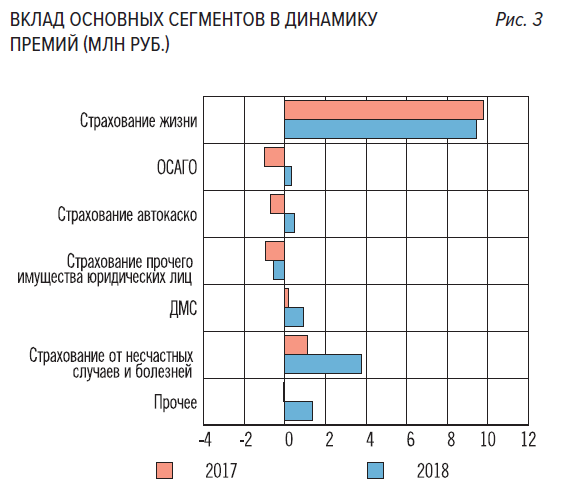 ВКЛАД ОСНОВНЫХ СЕГМЕНТОВ В ДИНАМИКУ
ПРЕМИЙ (МЛН РУБ.)
Рис. 3
Страхование жизни
ОСАГО
Страхование автокаско
Страхование прочего
имущества юридических лиц
ДМС
Страхование от несчастных
случаев и болезней
Прочее
-4 -2 0 2 4 6 8 10 12
2017 2018